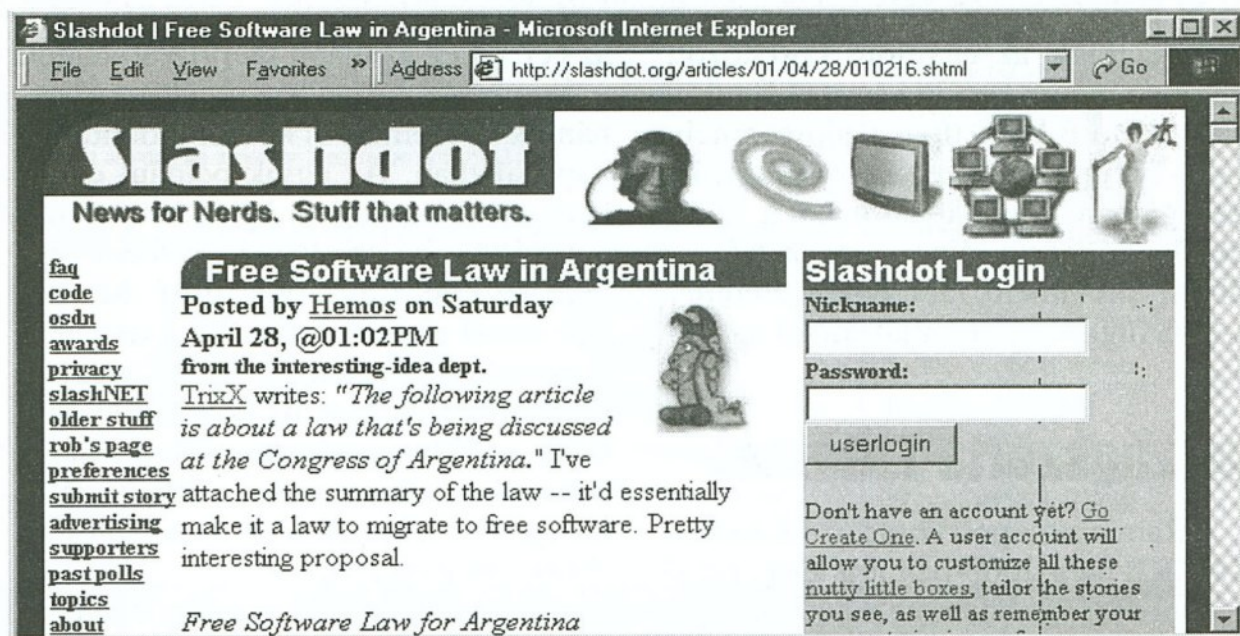 Slashdot | Free Software Law in Argentina - Microsoft Internet Explorer
File Edit View Favorites » Address http://slashdot.org/articles/01/04/28/010216.shtml Go
Slashdot
News for Nerds. Stuff that matters.
faq
code
osdn
awards
privacy
slashNET
older stuff
rob's page
preferences
submit story
advertising
supporters
past polls
topics
about
Free Software Law in Argentina
Posted by Hemos on Saturday
April 28, @01:02PM
from the interesting-idea dept.
TrixX writes: "The following article
is about a law that's being discussed
at the Congress of Argentina." I've
attached the summary of the law -- it'd essentially
make it a law to migrate to free software. Pretty
interesting proposal.
Free Software Law for Argentina
Slashdot Login
Nickname:
Password:
userlogin
Don't have an account yet? Go
Create One. A user account will
allow you to customize all these
nutty little boxes, tailor the stories
you see, as well as remember your